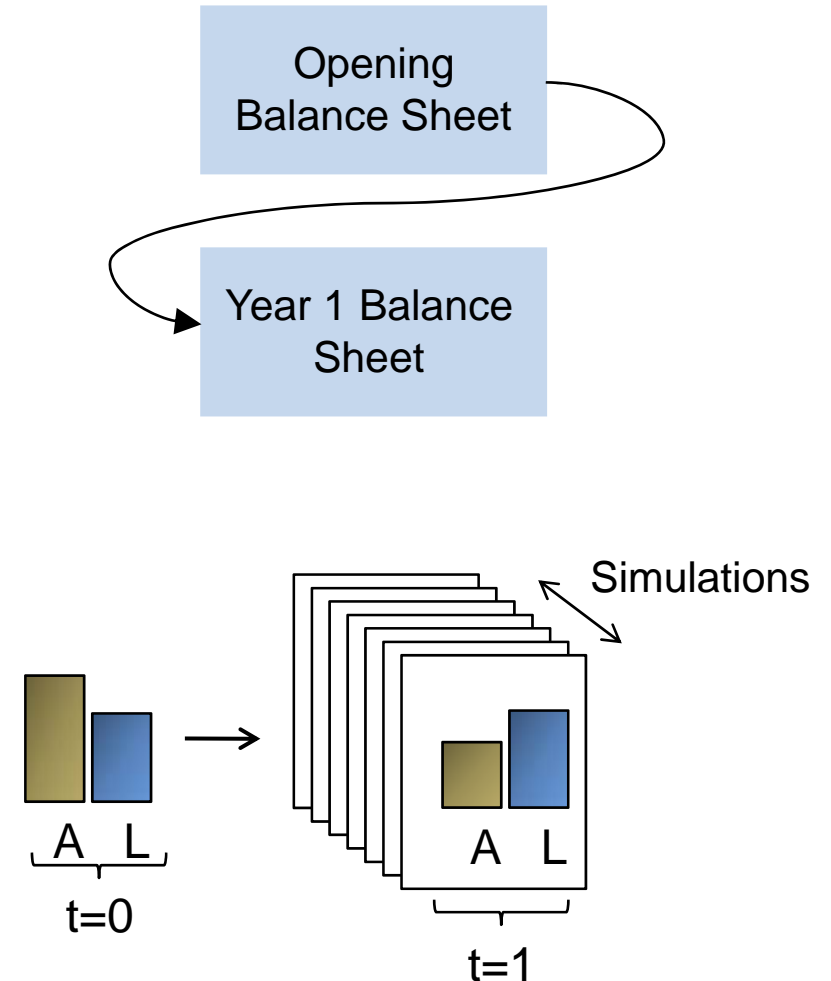 Opening
Balance Sheet
Year 1 Balance
Sheet
Simulations
A L
t=0
A L
t=1